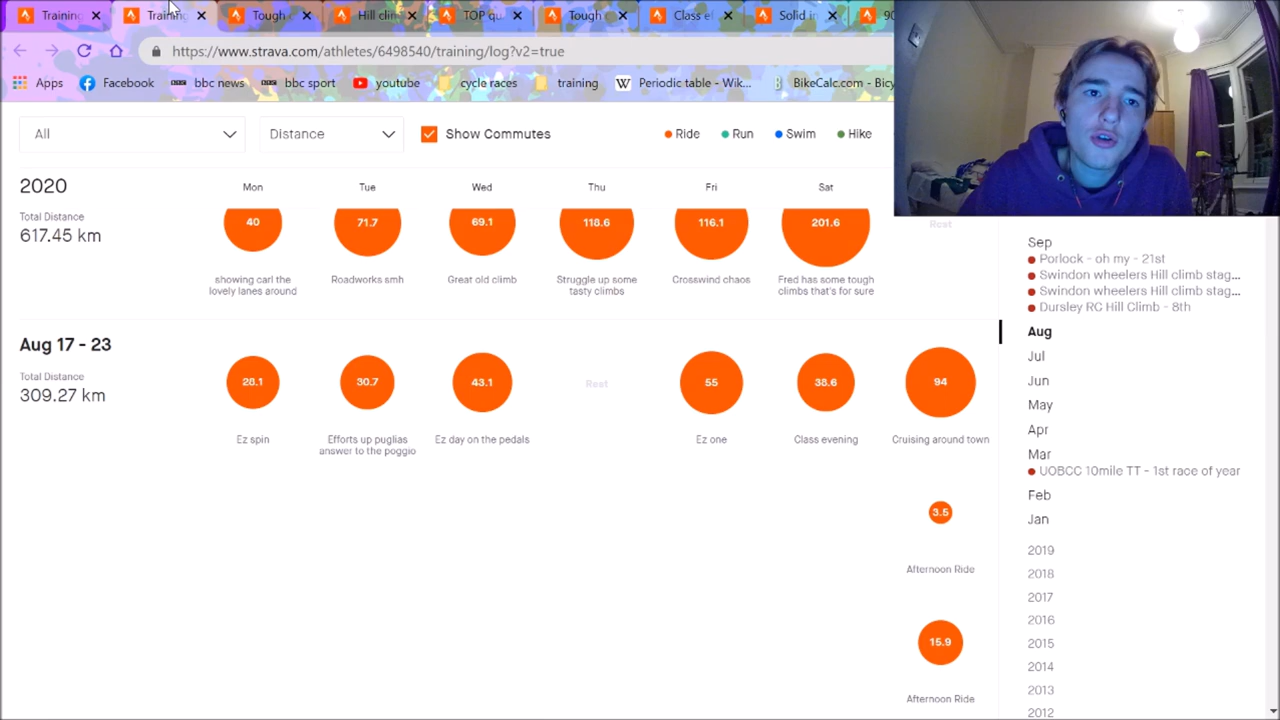 Training
Training
Tough
Hill clim
TOP qu
Tough
Class ef
Solid in
90
https://www.strava.com/athletes/6498540/training/log?v2=true
Apps
Facebook
BBC
bbc news
BBC
bbc sport
youtube
cycle races
training
W
Periodic table - Wik...
BikeCalc.com - Bicy
All
Distance
Show Commutes
Ride
Run
Swim
Hike
2020
Total Distance
617.45 km
Mon
Tue
Wed
Thu
Fri
Sat
40
71.7
69.1
118.6
116.1
201.6
Rest
showing carl the
lovely lanes around
Roadworks smh
Great old climb
Struggle up some
tasty climbs
Crosswind chaos
Fred has some tough
climbs that's for sure
Aug 17 - 23
Total Distance
309.27 km
28.1
30.7
43.1
Rest
55
38.6
94
Ez spin
Efforts up puglias
answer to the poggio
Ez day on the pedals
Ez one
Class evening
Cruising around town
3.5
Afternoon Ride
15.9
Afternoon Ride
Sep
Porlock - oh my - 21st
Swindon wheelers Hill climb stag...
Swindon wheelers Hill climb stag...
Dursley RC Hill Climb - 8th
Aug
Jul
Jun
May
Apr
Mar
UOBCC 10mile TT - 1st race of year
Feb
Jan
2019
2018
2017
2016
2015
2014
2013
2012